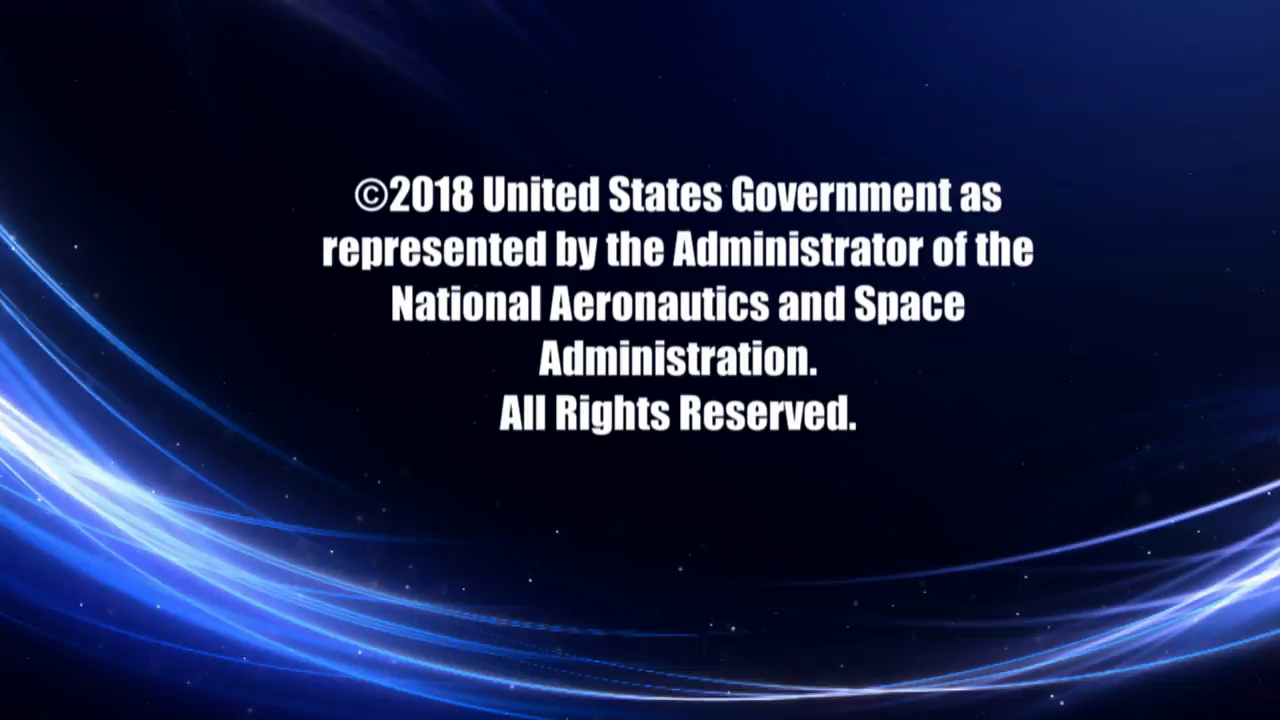 ©2018 United States Government as
represented by the Administrator of the
National Aeronautics and Space
Administration.
All Rights Reserved.